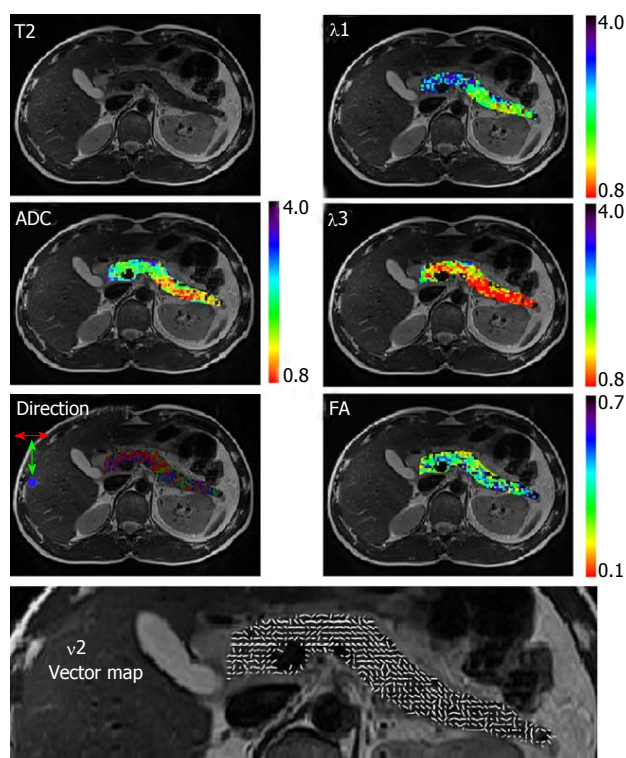 T2
λ1
4.0
0.8
ADC
4.0
0.8
λ3
4.0
0.8
Direction
FA
0.7
0.1
ν2
Vector map